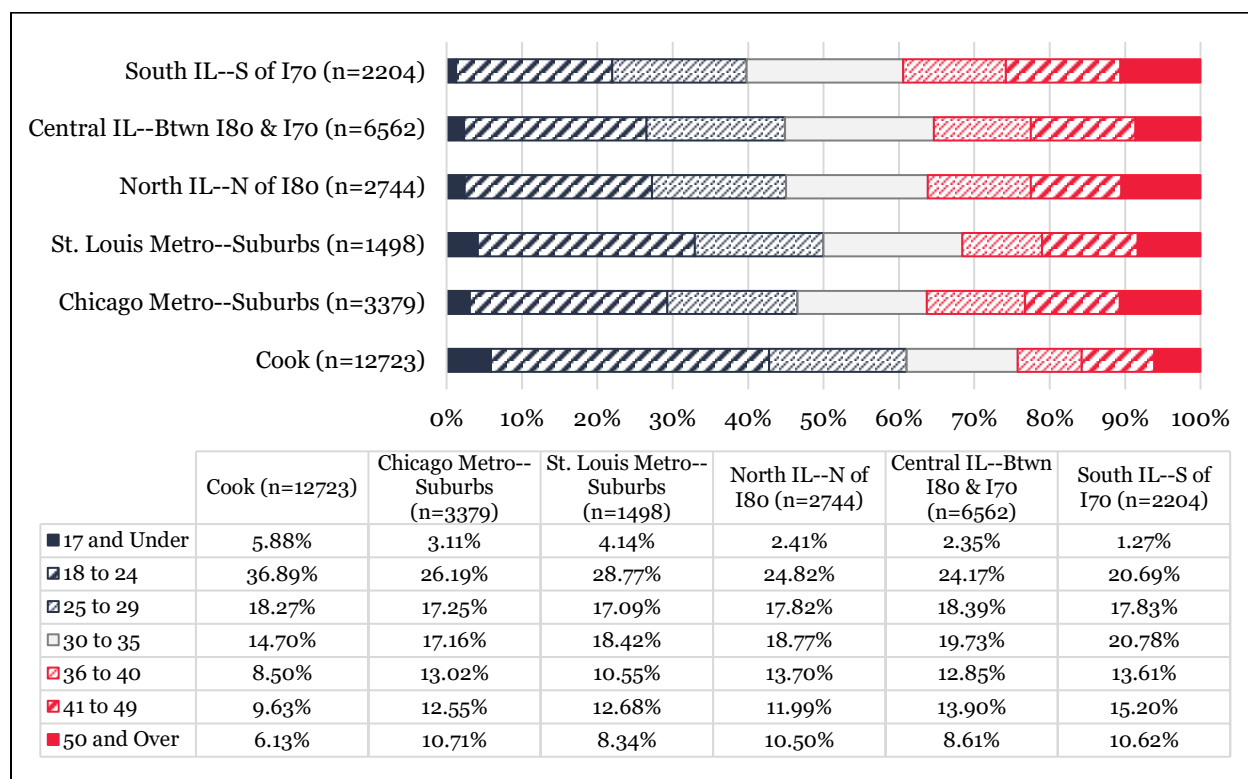 South IL--S of I70 (n=2204)
Central IL--Btwn I80 & I70 (n=6562)
North IL--N of I80 (n=2744)
St. Louis Metro--Suburbs (n=1498)
Chicago Metro--Suburbs (n=3379)
Cook (n=12723)
0% 10% 20% 30% 40% 50% 60% 70% 80% 90% 100%
Cook (n=12723)
Chicago Metro--
Suburbs
(n=3379)
St. Louis Metro--
Suburbs
(n=1498)
North IL--N of
I80 (n=2744)
Central IL--Btwn
I80 & I70
(n=6562)
South IL--S of
I70 (n=2204)
17 and Under 5.88% 3.11% 4.14% 2.41% 2.35% 1.27%
18 to 24 36.89% 26.19% 28.77% 24.82% 24.17% 20.69%
25 to 29 18.27% 17.25% 17.09% 17.82% 18.39% 17.83%
30 to 35 14.70% 17.16% 18.42% 18.77% 19.73% 20.78%
36 to 40 8.50% 13.02% 10.55% 13.70% 12.85% 13.61%
41 to 49 9.63% 12.55% 12.68% 11.99% 13.90% 15.20%
50 and Over 6.13% 10.71% 8.34% 10.50% 8.61% 10.62%